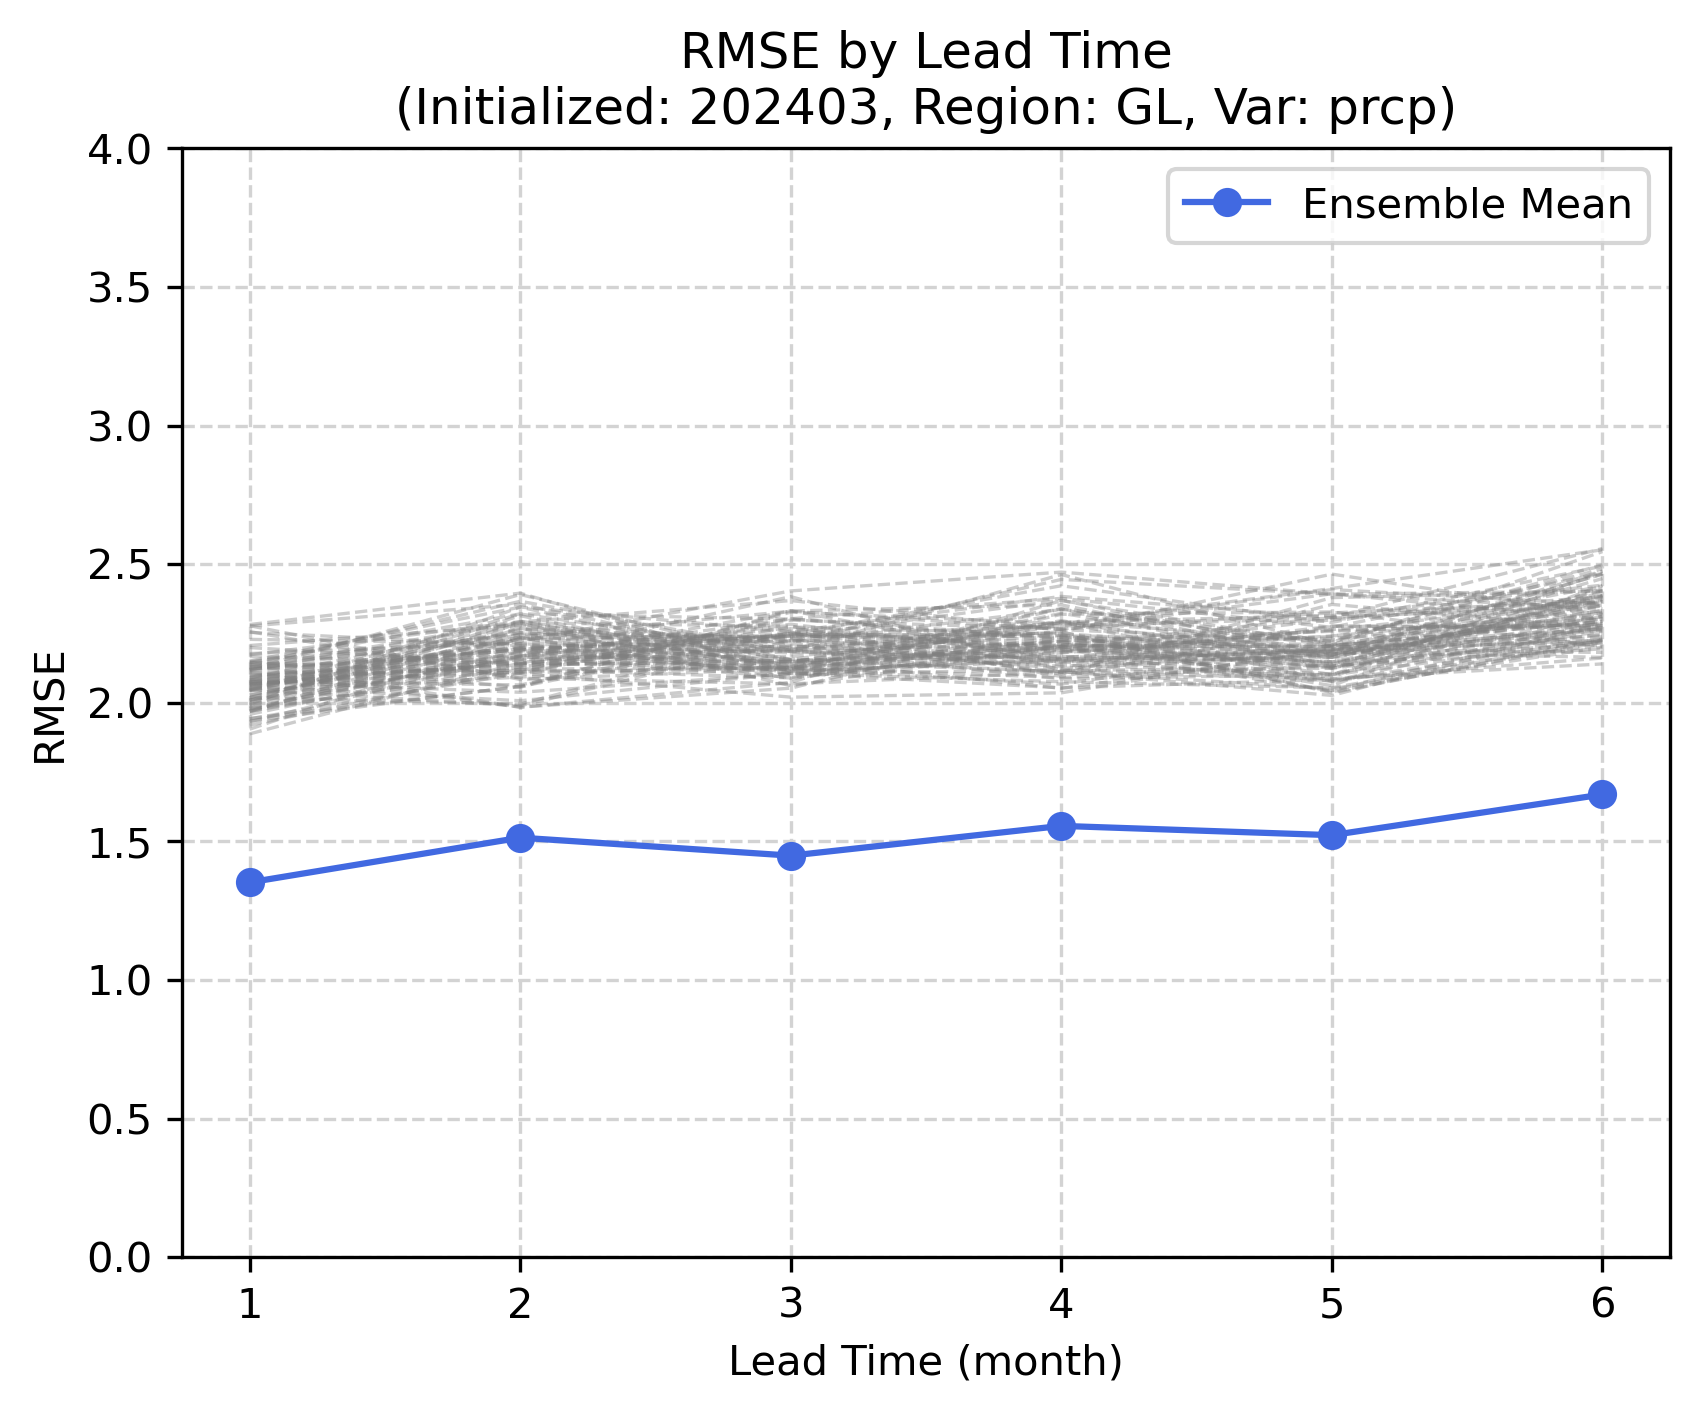 RMSE by Lead Time
(Initialized: 202403, Region: GL, Var: prcp)
Ensemble Mean
RMSE
4.0
3.5
3.0
2.5
2.0
1.5
1.0
0.5
0.0
1 2 3 4 5 6
Lead Time (month)